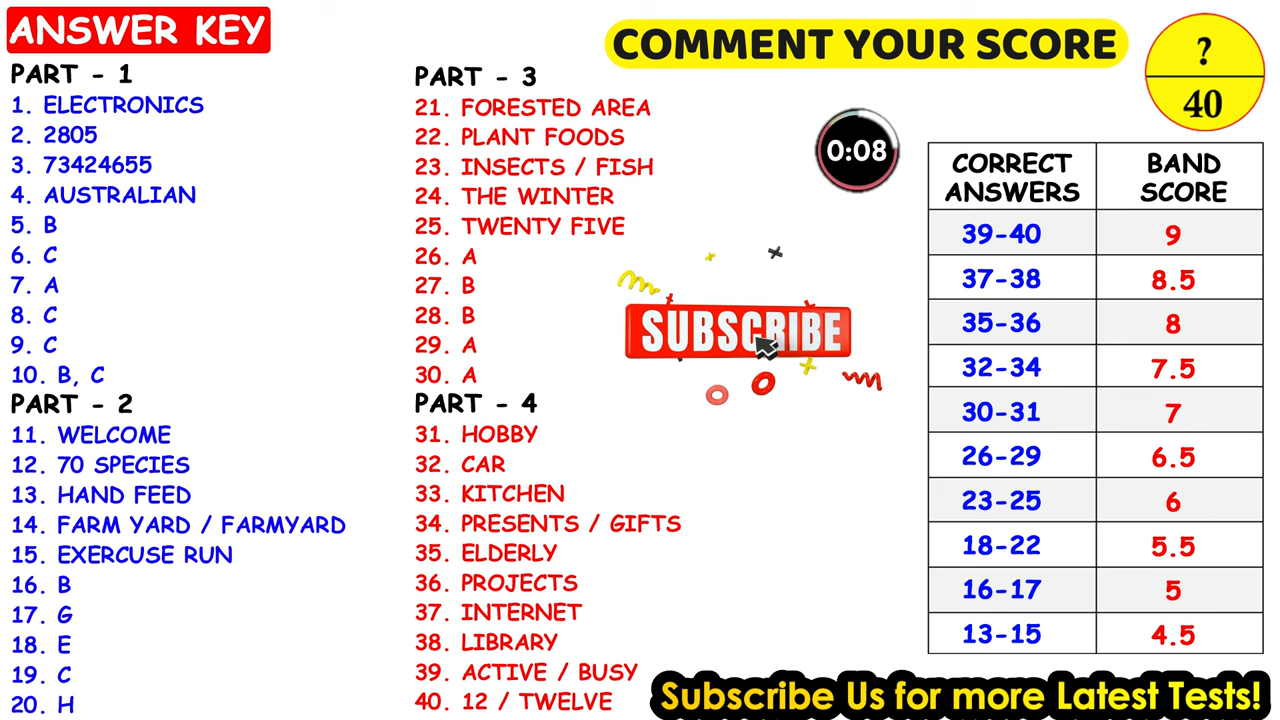 ANSWER KEY
PART - 1
1. ELECTRONICS
2. 2805
3. 73424655
4. AUSTRALIAN
5. B
6. C
7. A
8. C
9. C
10. B, C
PART - 2
11. WELCOME
12. 70 SPECIES
13. HAND FEED
14. FARM YARD / FARMYARD
15. EXERCUSE RUN
16. B
17. G
18. E
19. C
20. H
PART - 3
21. FORESTED AREA
22. PLANT FOODS
23. INSECTS / FISH
24. THE WINTER
25. TWENTY FIVE
26. A
27. B
28. B
29. A
30. A
PART - 4
31. HOBBY
32. CAR
33. KITCHEN
34. PRESENTS / GIFTS
35. ELDERLY
36. PROJECTS
37. INTERNET
38. LIBRARY
39. ACTIVE / BUSY
40. 12 / TWELVE
COMMENT YOUR SCORE
?
40
0:08
SUBSCRIBE
CORRECT ANSWERS BAND SCORE
39-40 9
37-38 8.5
35-36 8
32-34 7.5
30-31 7
26-29 6.5
23-25 6
18-22 5.5
16-17 5
13-15 4.5
Subscribe Us for more Latest Tests!